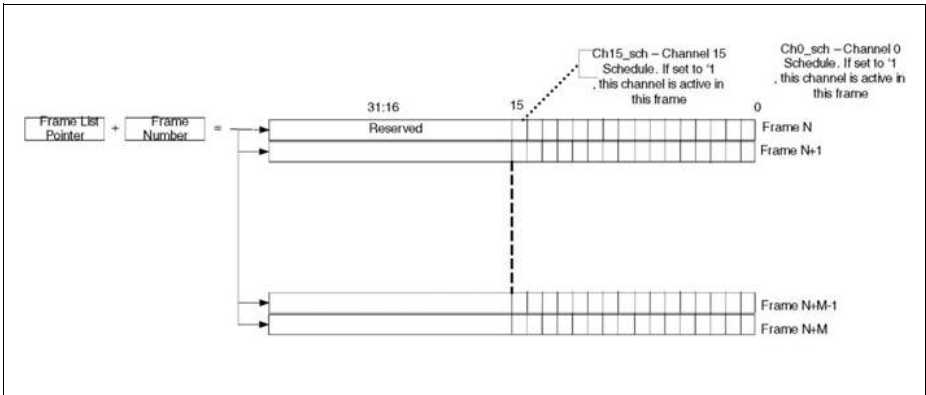 Ch15_sch – Channel 15
Schedule. If set to '1
, this channel is active in
this frame
Ch0_sch – Channel 0
Schedule. If set to '1
, this channel is active in
this frame
31:16
15
0
Frame List
Pointer
+
Frame
Number
=
Reserved
Frame N
Frame N+1
Frame N+M-1
Frame N+M